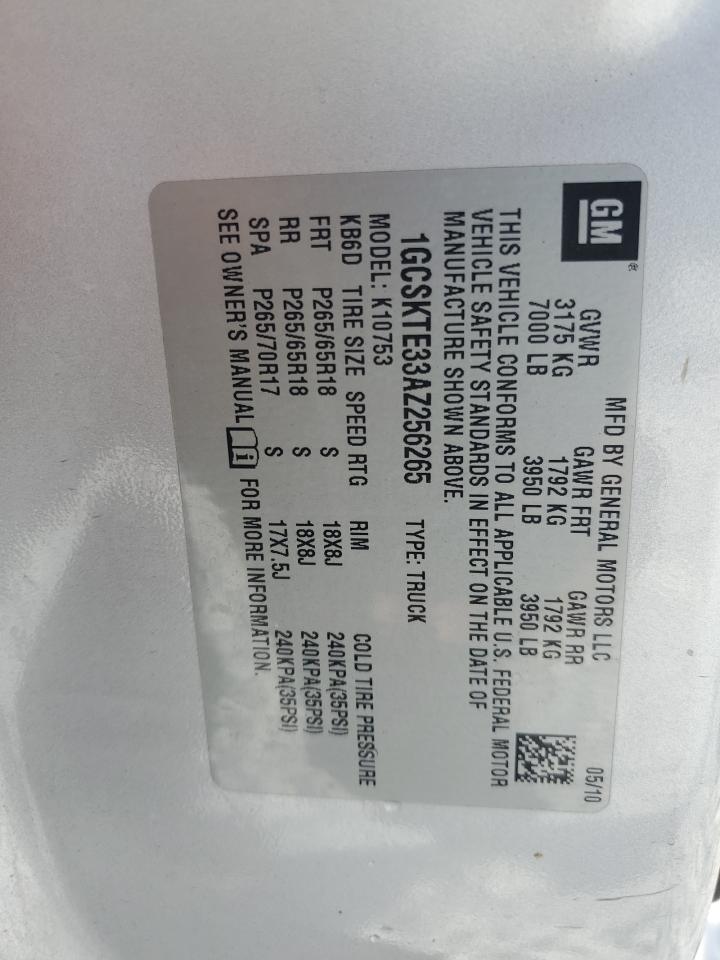 GM®
MFD BY GENERAL MOTORS LLC 05/10
GVWR GAWR FRT GAWR RR
3175 KG 1792 KG 1792 KG
7000 LB 3950 LB 3950 LB
THIS VEHICLE CONFORMS TO ALL APPLICABLE U.S. FEDERAL MOTOR
VEHICLE SAFETY STANDARDS IN EFFECT ON THE DATE OF
MANUFACTURE SHOWN ABOVE.
1GCSKTE33AZ256265 TYPE: TRUCK
MODEL: K10753
KB6D TIRE SIZE SPEED RTG RIM COLD TIRE PRESSURE
FRT P265/65R18 S 18X8J 240KPA(35PSI)
RR P265/65R18 S 18X8J 240KPA(35PSI)
SPA P265/70R17 S 17X7.5J 240KPA(35PSI)
SEE OWNER'S MANUAL i FOR MORE INFORMATION.